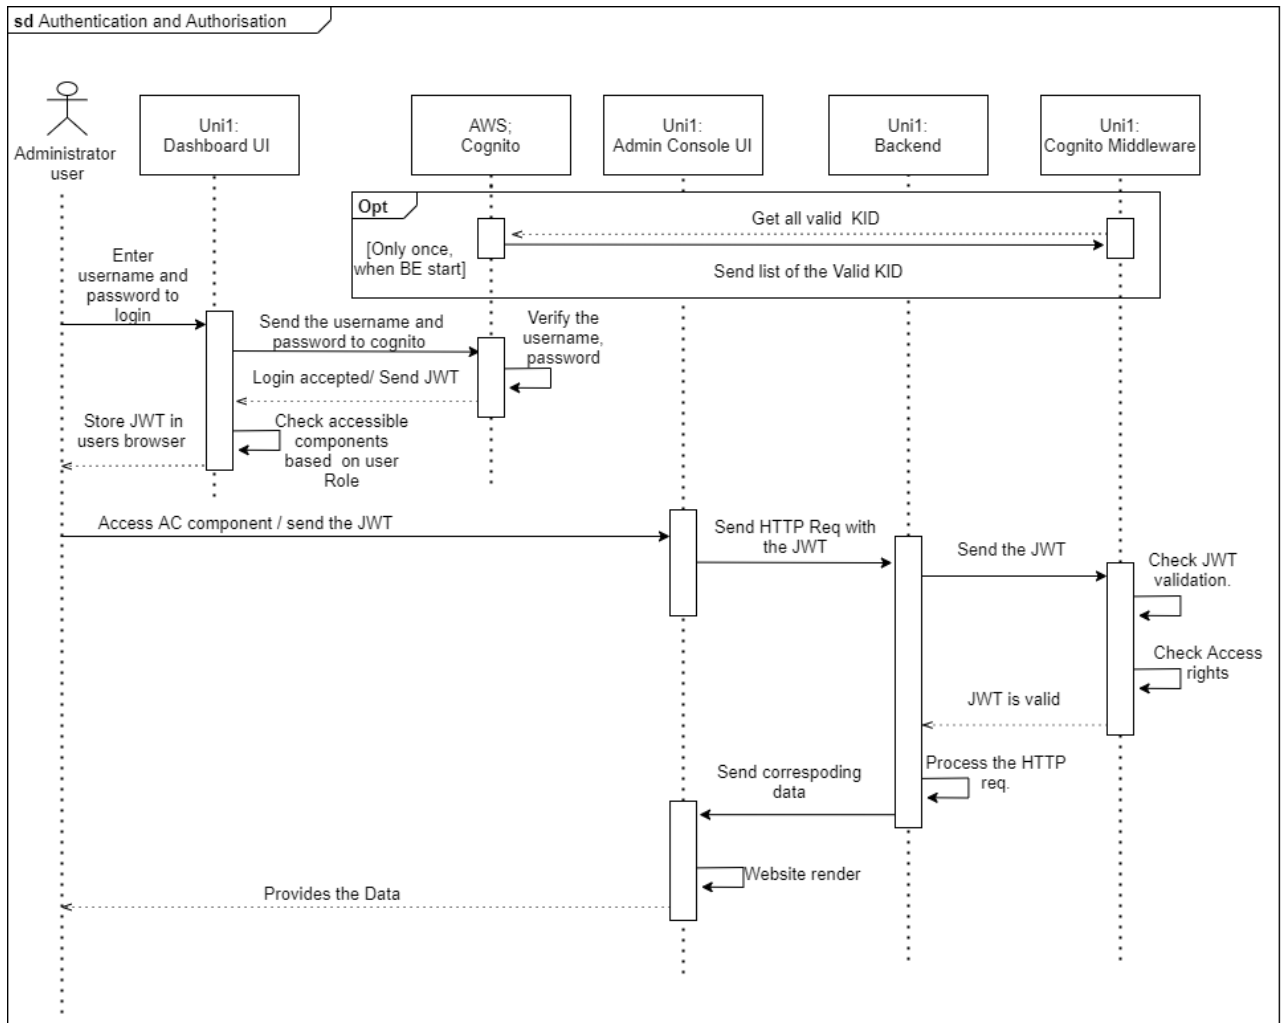 sd Authentication and Authorisation
Administrator
user
Uni1:
Dashboard UI
AWS;
Cognito
Uni1:
Admin Console UI
Uni1:
Backend
Uni1:
Cognito Middleware
Opt
[Only once,
when BE start]
Get all valid KID
Send list of the Valid KID
Enter
username and
password to
login
Send the username and
password to cognito
Verify the
username,
password
Login accepted/ Send JWT
Store JWT in
users browser
Check accessible
components
based on user
Role
Access AC component / send the JWT
Send HTTP Req with
the JWT
Send the JWT
Check JWT
validation.
Check Access
rights
JWT is valid
Process the HTTP
req.
Send correspoding
data
Website render
Provides the Data